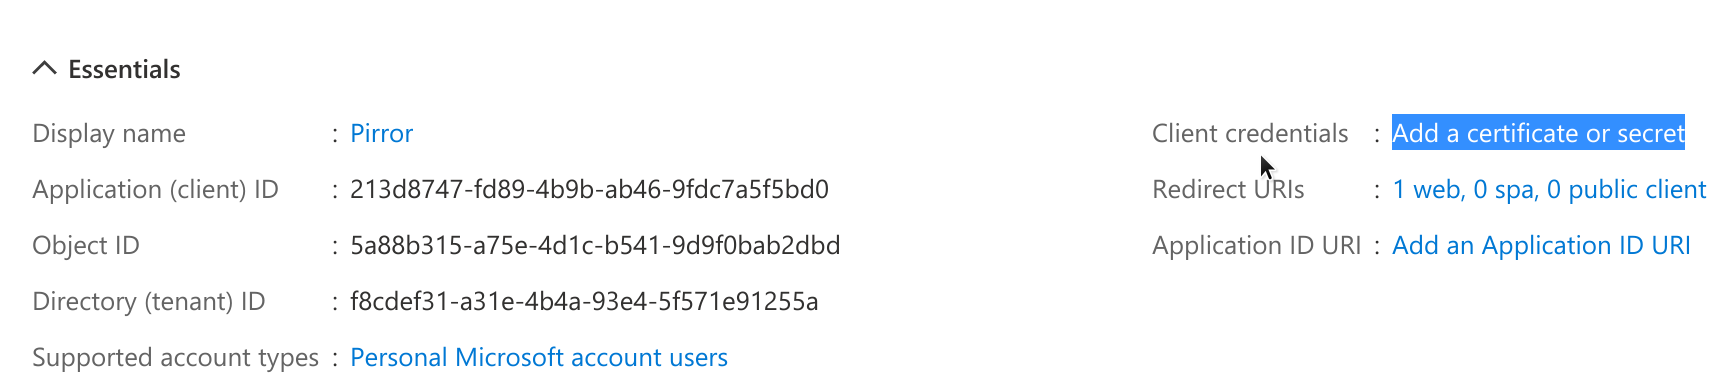 Essentials
Display name : Pirror
Client credentials : Add a certificate or secret
Application (client) ID : 213d8747-fd89-4b9b-ab46-9fdc7a5f5bd0
Redirect URIs : 1 web, 0 spa, 0 public client
Object ID : 5a88b315-a75e-4d1c-b541-9d9f0bab2dbd
Application ID URI : Add an Application ID URI
Directory (tenant) ID : f8cdef31-a31e-4b4a-93e4-5f571e91255a
Supported account types : Personal Microsoft account users